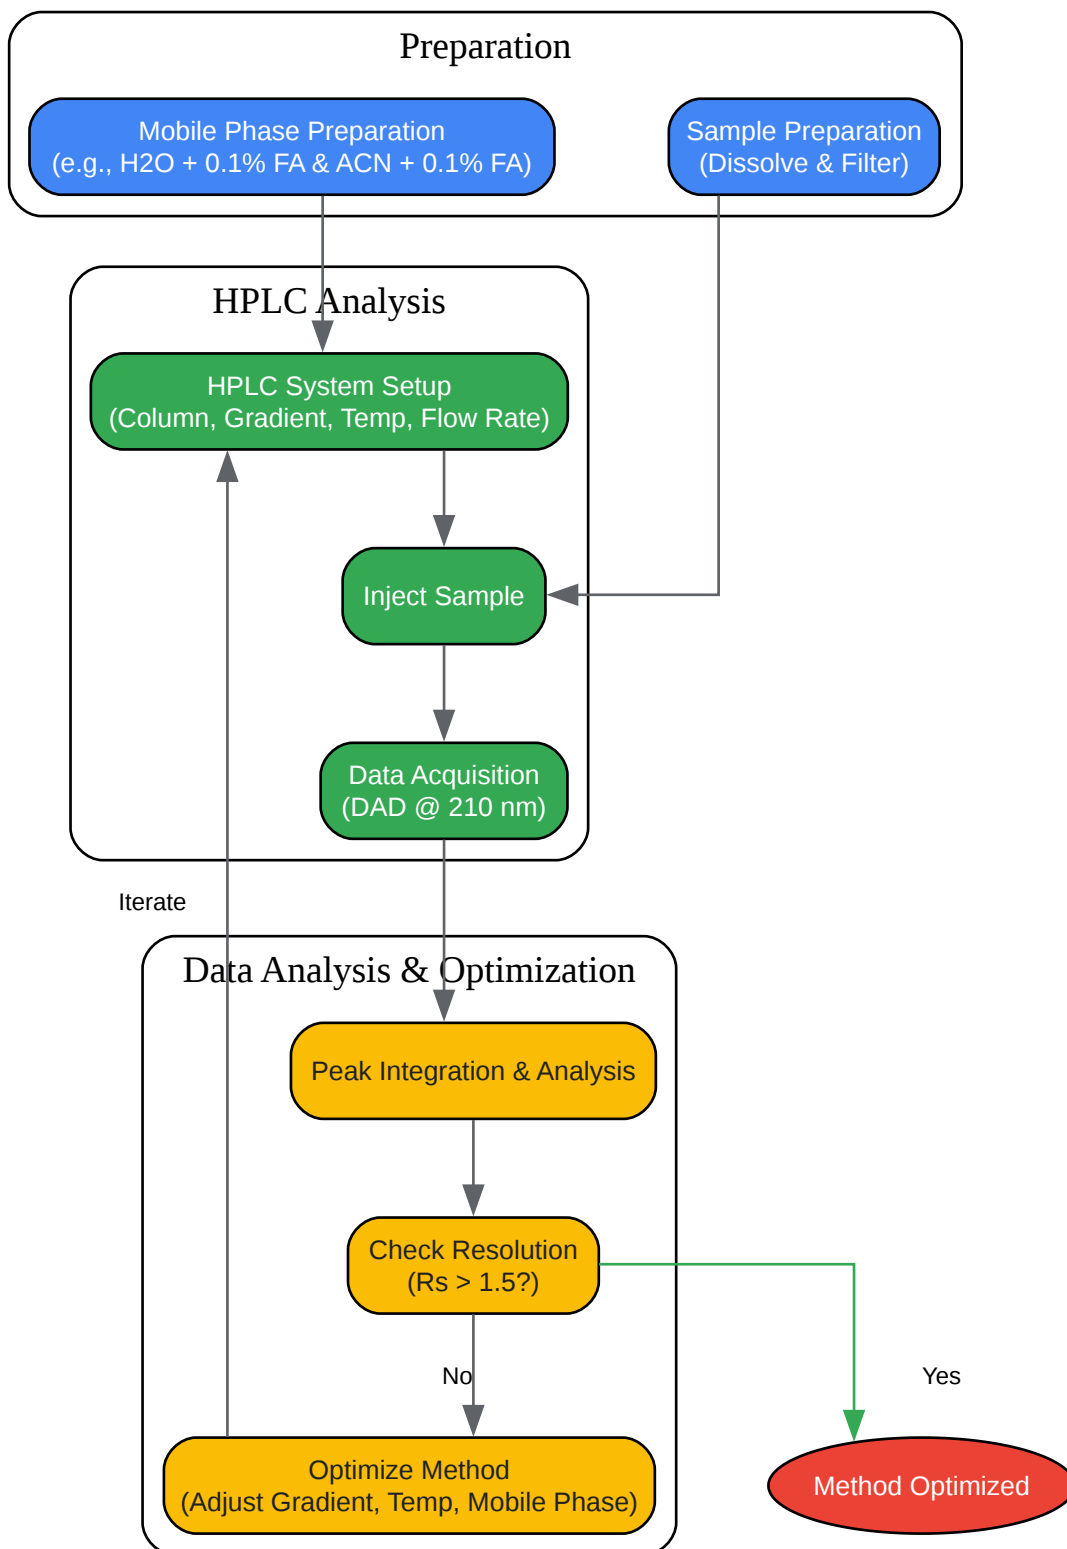 Preparation
Mobile Phase Preparation
(e.g., H2O + 0.1% FA & ACN + 0.1% FA)
Sample Preparation
(Dissolve & Filter)
HPLC Analysis
HPLC System Setup
(Column, Gradient, Temp, Flow Rate)
Inject Sample
Data Acquisition
(DAD @ 210 nm)
Iterate
Data Analysis & Optimization
Peak Integration & Analysis
Check Resolution
(Rs > 1.5?)
No
Yes
Optimize Method
(Adjust Gradient, Temp, Mobile Phase)
Method Optimized